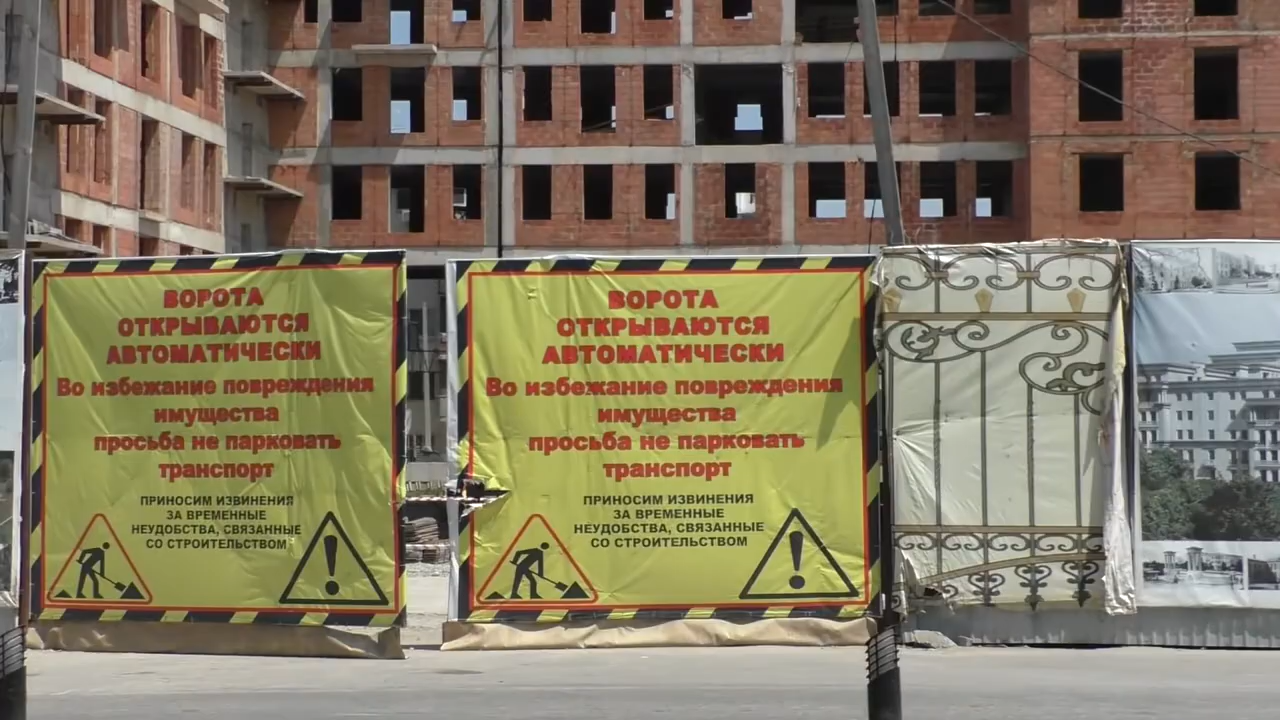 ВОРОТА
ОТКРЫВАЮТСЯ
АВТОМАТИЧЕСКИ
Во избежание повреждения
имущества
просьба не парковать
транспорт
ПРИНОСИМ ИЗВИНЕНИЯ
ЗА ВРЕМЕННЫЕ
НЕУДОБСТВА, СВЯЗАННЫЕ
СО СТРОИТЕЛЬСТВОМ
ВОРОТА
ОТКРЫВАЮТСЯ
АВТОМАТИЧЕСКИ
Во избежание повреждения
имущества
просьба не парковать
транспорт
ПРИНОСИМ ИЗВИНЕНИЯ
ЗА ВРЕМЕННЫЕ
НЕУДОБСТВА, СВЯЗАННЫЕ
СО СТРОИТЕЛЬСТВОМ